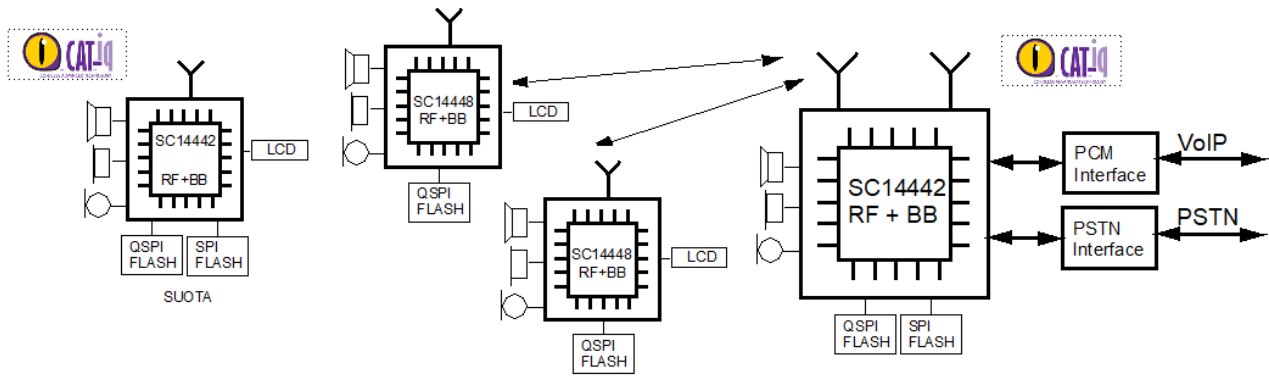 CAT-iq
SC14442
RF+BB
LCD
QSPI
FLASH
SPI
FLASH
SUOTA
SC14448
RF+BB
LCD
QSPI
FLASH
SC14448
RF+BB
LCD
QSPI
FLASH
CAT-iq
SC14442
RF + BB
QSPI
FLASH
SPI
FLASH
PCM
Interface
VoIP
PSTN
Interface
PSTN